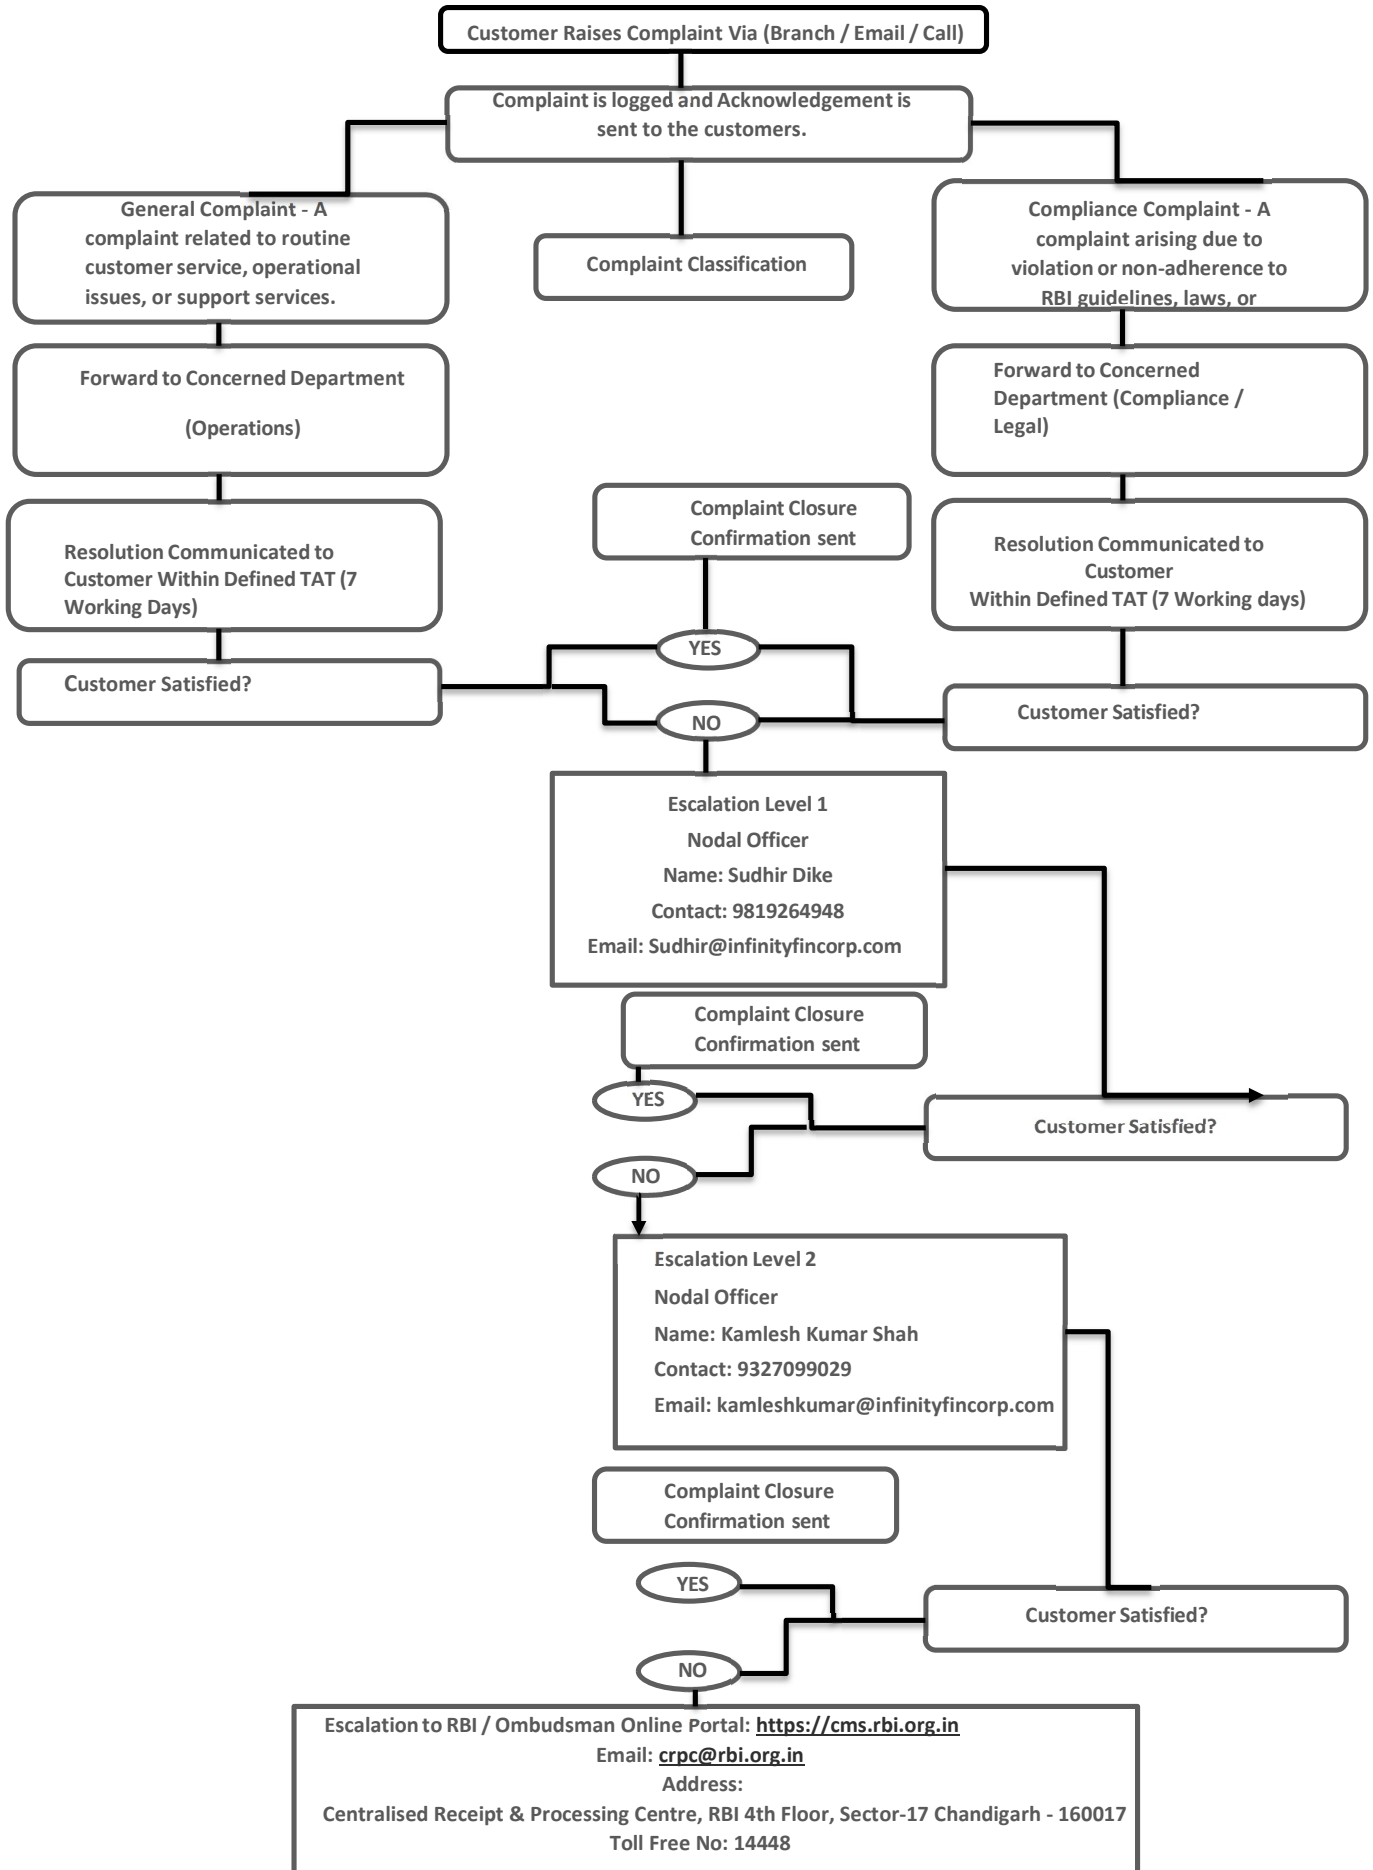 Customer Raises Complaint Via (Branch / Email / Call)
Complaint is logged and Acknowledgement is
sent to the customers.
General Complaint - A
complaint related to routine
customer service, operational
issues, or support services.
Complaint Classification
Compliance Complaint - A
complaint arising due to
violation or non-adherence to
RBI guidelines, laws, or
Forward to Concerned Department
(Operations)
Forward to Concerned
Department (Compliance /
Legal)
Resolution Communicated to
Customer Within Defined TAT (7
Working Days)
Complaint Closure
Confirmation sent
Resolution Communicated to
Customer
Within Defined TAT (7 Working days)
Customer Satisfied?
YES
NO
Customer Satisfied?
Escalation Level 1
Nodal Officer
Name: Sudhir Dike
Contact: 9819264948
Email: Sudhir@infinityfincorp.com
Complaint Closure
Confirmation sent
YES
Customer Satisfied?
NO
Escalation Level 2
Nodal Officer
Name: Kamlesh Kumar Shah
Contact: 9327099029
Email: kamleshkumar@infinityfincorp.com
Complaint Closure
Confirmation sent
YES
Customer Satisfied?
NO
Escalation to RBI / Ombudsman Online Portal: https://cms.rbi.org.in
Email: crpc@rbi.org.in
Address:
Centralised Receipt & Processing Centre, RBI 4th Floor, Sector-17 Chandigarh - 160017
Toll Free No: 14448